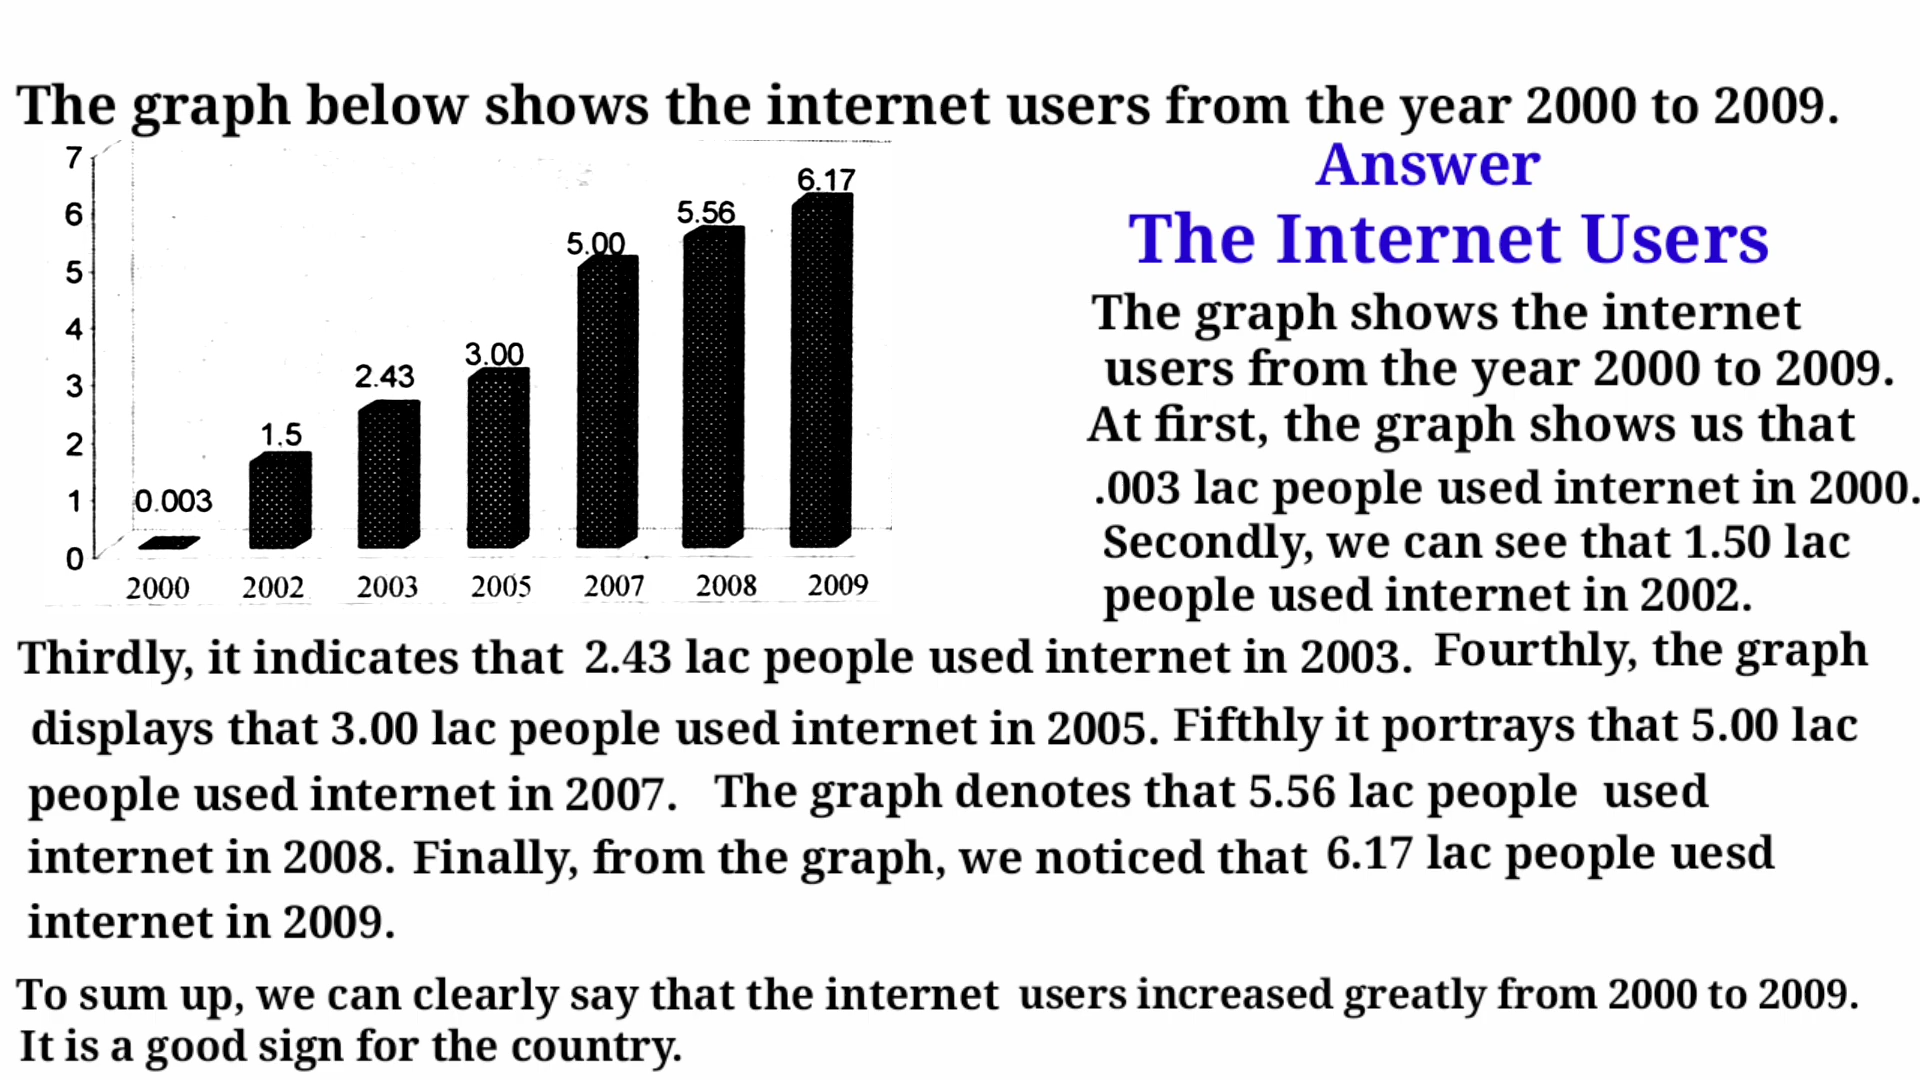 The graph below shows the internet users from the year 2000 to 2009.
7
6
5
4
3
2
1
0
0.003
1.5
2.43
3.00
5.00
5.56
6.17
2000 2002 2003 2005 2007 2008 2009
Answer
The Internet Users
The graph shows the internet
users from the year 2000 to 2009.
At first, the graph shows us that
.003 lac people used internet in 2000.
Secondly, we can see that 1.50 lac
people used internet in 2002.
Thirdly, it indicates that 2.43 lac people used internet in 2003. Fourthly, the graph
displays that 3.00 lac people used internet in 2005. Fifthly it portrays that 5.00 lac
people used internet in 2007. The graph denotes that 5.56 lac people used
internet in 2008. Finally, from the graph, we noticed that 6.17 lac people uesd
internet in 2009.
To sum up, we can clearly say that the internet users increased greatly from 2000 to 2009.
It is a good sign for the country.